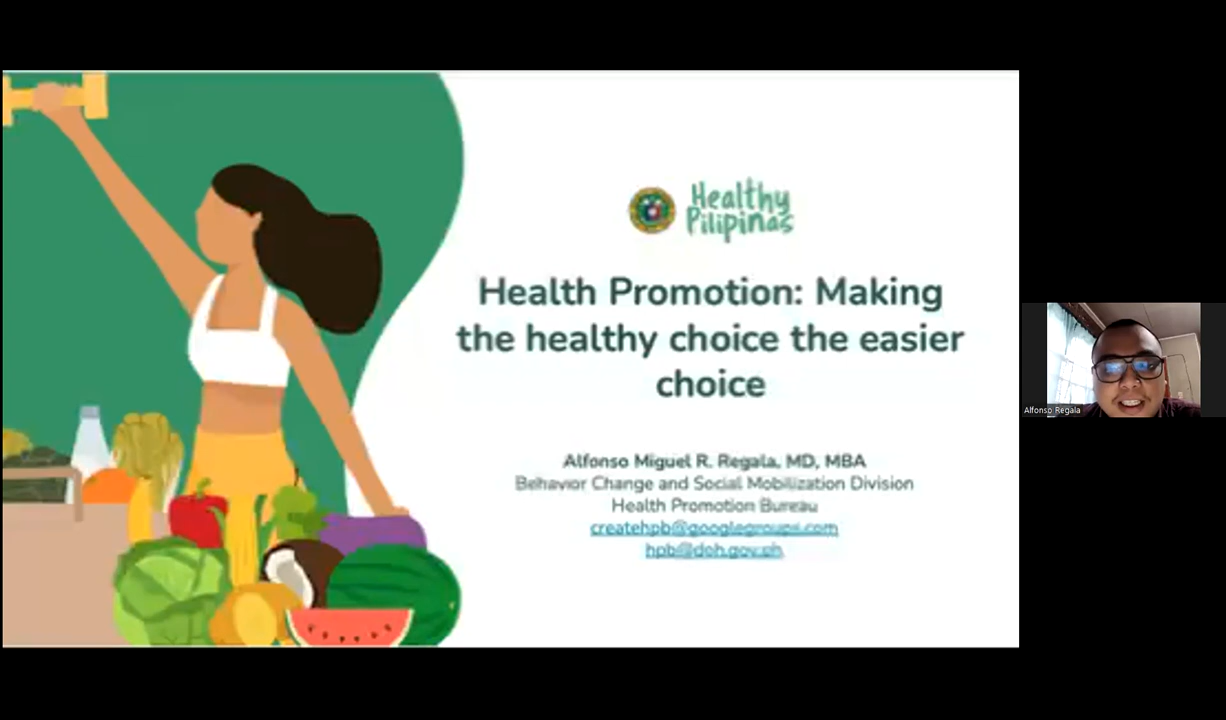 Healthy
Pilipinas
Health Promotion: Making
the healthy choice the easier
choice
Alfonso Miguel R. Regala, MD, MBA
Behavior Change and Social Mobilization Division
Health Promotion Bureau
createhpb@googlegroups.com
hpb@doh.gov.ph
Alfonso Regala